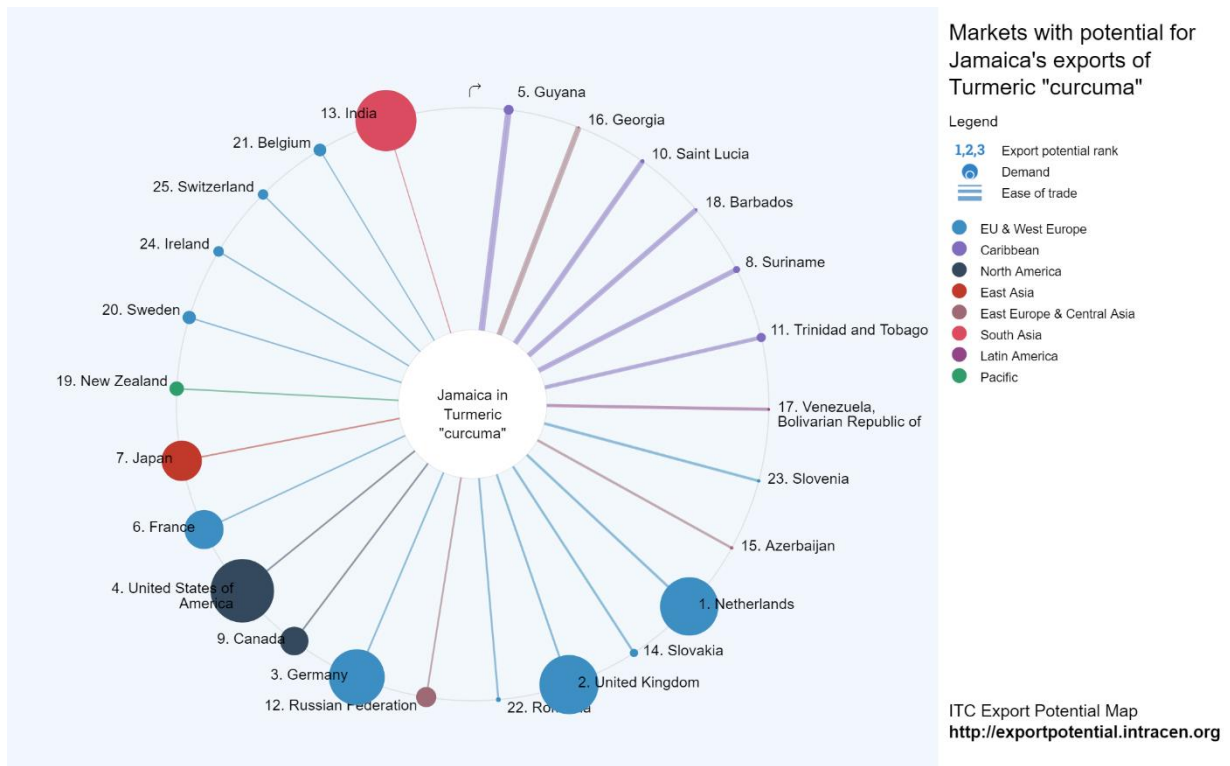 Markets with potential for
Jamaica's exports of
Turmeric "curcuma"
Legend
1,2,3 Export potential rank
Demand
Ease of trade
EU & West Europe
Caribbean
North America
East Asia
East Europe & Central Asia
South Asia
Latin America
Pacific
5. Guyana
16. Georgia
10. Saint Lucia
18. Barbados
8. Suriname
11. Trinidad and Tobago
17. Venezuela,
Bolivarian Republic of
23. Slovenia
15. Azerbaijan
1. Netherlands
14. Slovakia
2. United Kingdom
22. Romania
12. Russian Federation
3. Germany
9. Canada
4. United States of
America
6. France
7. Japan
19. New Zealand
20. Sweden
24. Ireland
25. Switzerland
21. Belgium
13. India
Jamaica in
Turmeric
"curcuma"
ITC Export Potential Map
http://exportpotential.intracen.org